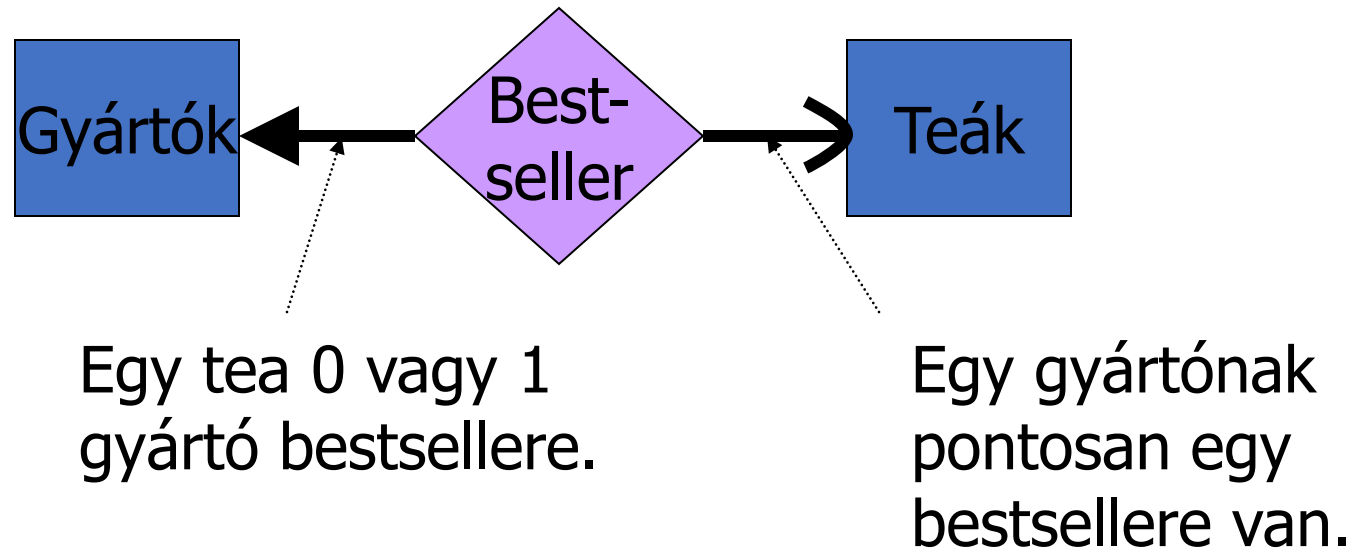 Gyártók
Best-
seller
Teák
Egy tea 0 vagy 1
gyártó bestsellere.
Egy gyártónak
pontosan egy
bestsellere van.